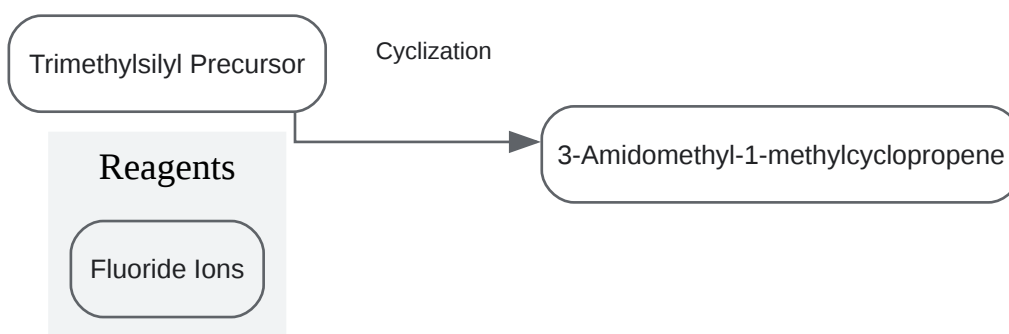 Trimethylsilyl Precursor
Cyclization
3-Amidomethyl-1-methylcyclopropene
Reagents
Fluoride Ions